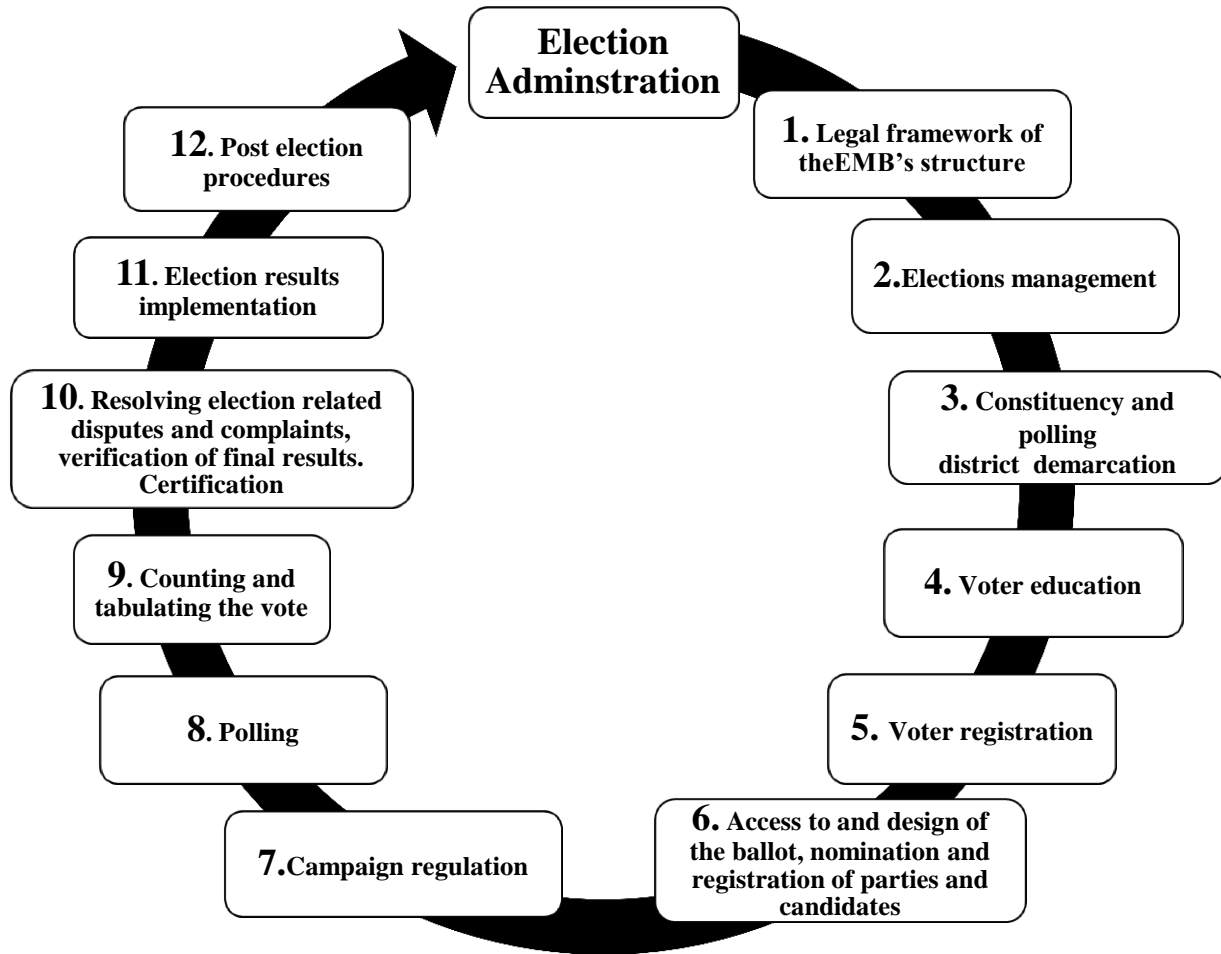 Election
Adminstration
1. Legal framework of
theEMB’s structure
2.Elections management
3. Constituency and
polling
district demarcation
4. Voter education
5. Voter registration
6. Access to and design of
the ballot, nomination and
registration of parties and
candidates
7.Campaign regulation
8. Polling
9. Counting and
tabulating the vote
10. Resolving election related
disputes and complaints,
verification of final results.
Certification
11. Election results
implementation
12. Post election
procedures